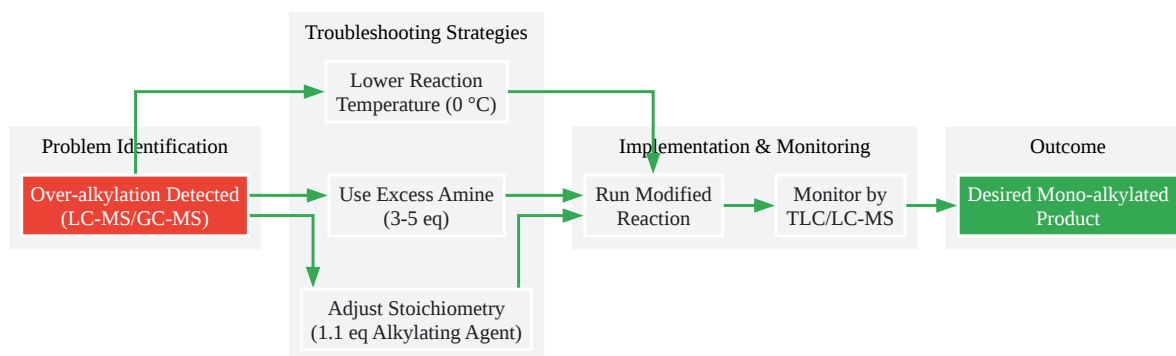 Troubleshooting Strategies
Lower Reaction
Temperature (0 °C)
Problem Identification
Implementation & Monitoring
Outcome
Over-alkylation Detected
(LC-MS/GC-MS)
Use Excess Amine
(3-5 eq)
Run Modified
Reaction
Monitor by
TLC/LC-MS
Desired Mono-alkylated
Product
Adjust Stoichiometry
(1.1 eq Alkylating Agent)